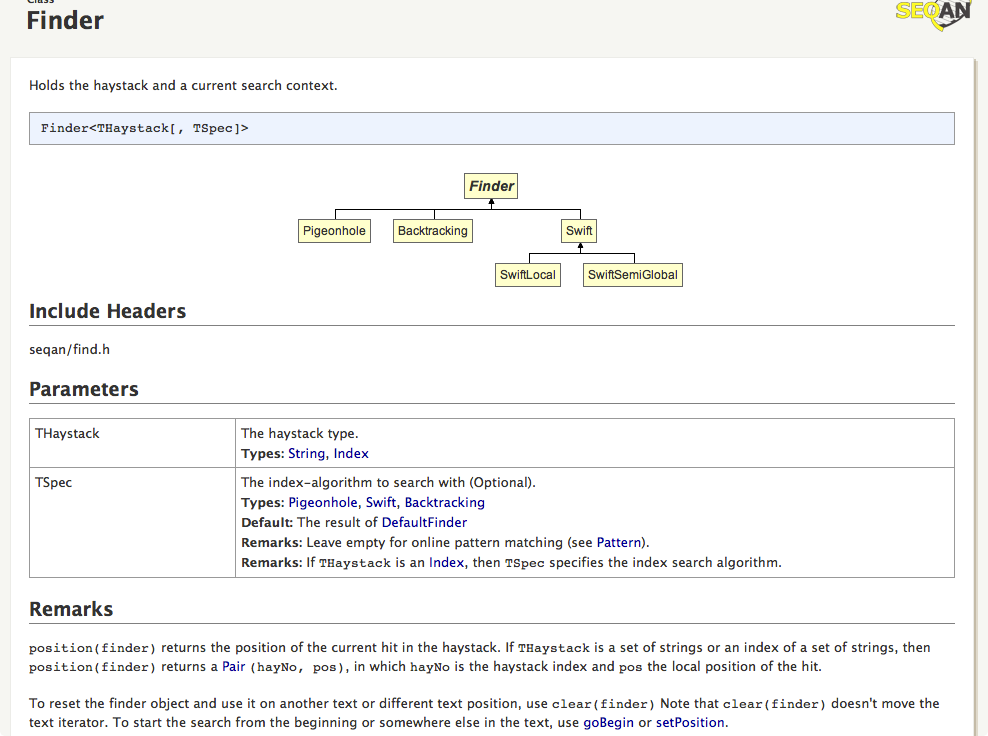 Class
Finder
SEQAN
Holds the haystack and a current search context.
Finder<THaystack[, TSpec]>
Finder
Pigeonhole Backtracking Swift
SwiftLocal SwiftSemiGlobal
Include Headers
seqan/find.h
Parameters
THaystack
The haystack type.
Types: String, Index
TSpec
The index-algorithm to search with (Optional).
Types: Pigeonhole, Swift, Backtracking
Default: The result of DefaultFinder
Remarks: Leave empty for online pattern matching (see Pattern).
Remarks: If THaystack is an Index, then TSpec specifies the index search algorithm.
Remarks
position(finder) returns the position of the current hit in the haystack. If THaystack is a set of strings or an index of a set of strings, then
position(finder) returns a Pair (hayNo, pos), in which hayNo is the haystack index and pos the local position of the hit.
To reset the finder object and use it on another text or different text position, use clear(finder) Note that clear(finder) doesn't move the
text iterator. To start the search from the beginning or somewhere else in the text, use goBegin or setPosition.